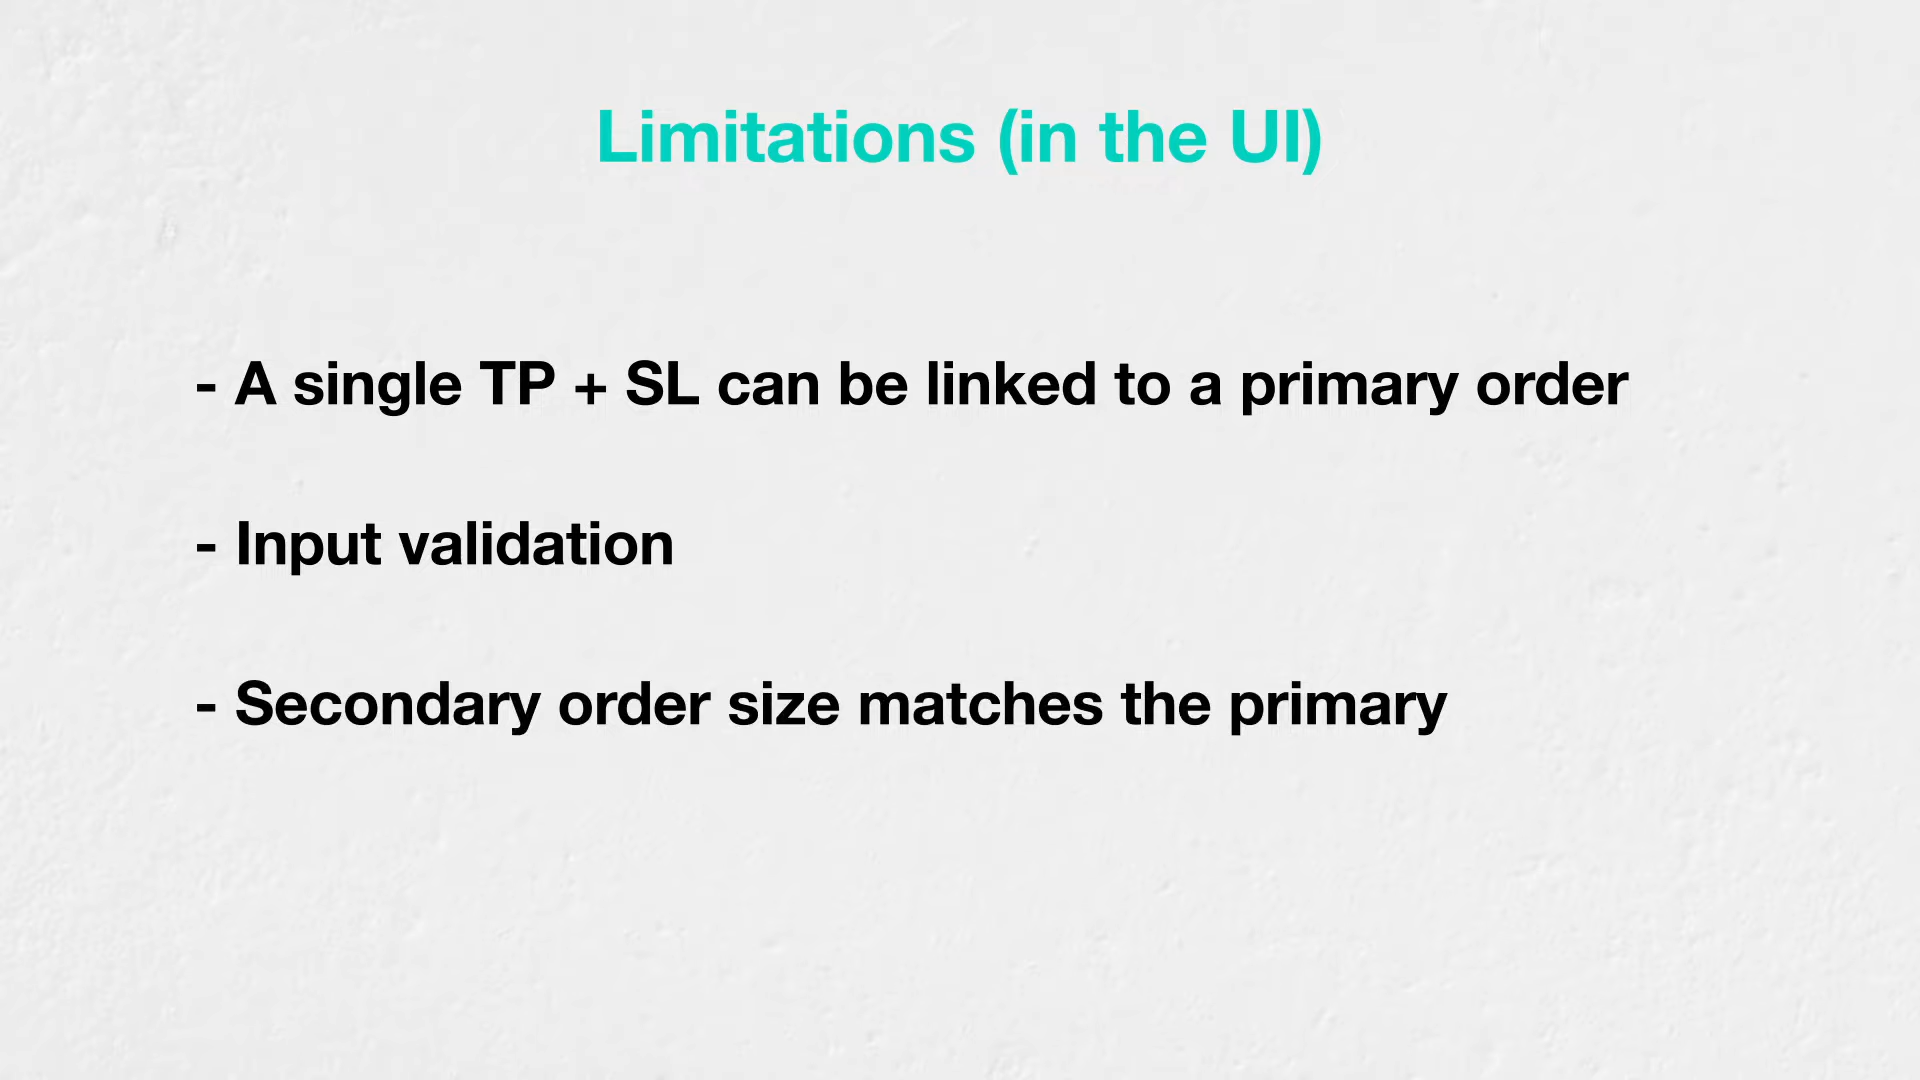 Limitations (in the UI)
- A single TP + SL can be linked to a primary order
- Input validation
- Secondary order size matches the primary